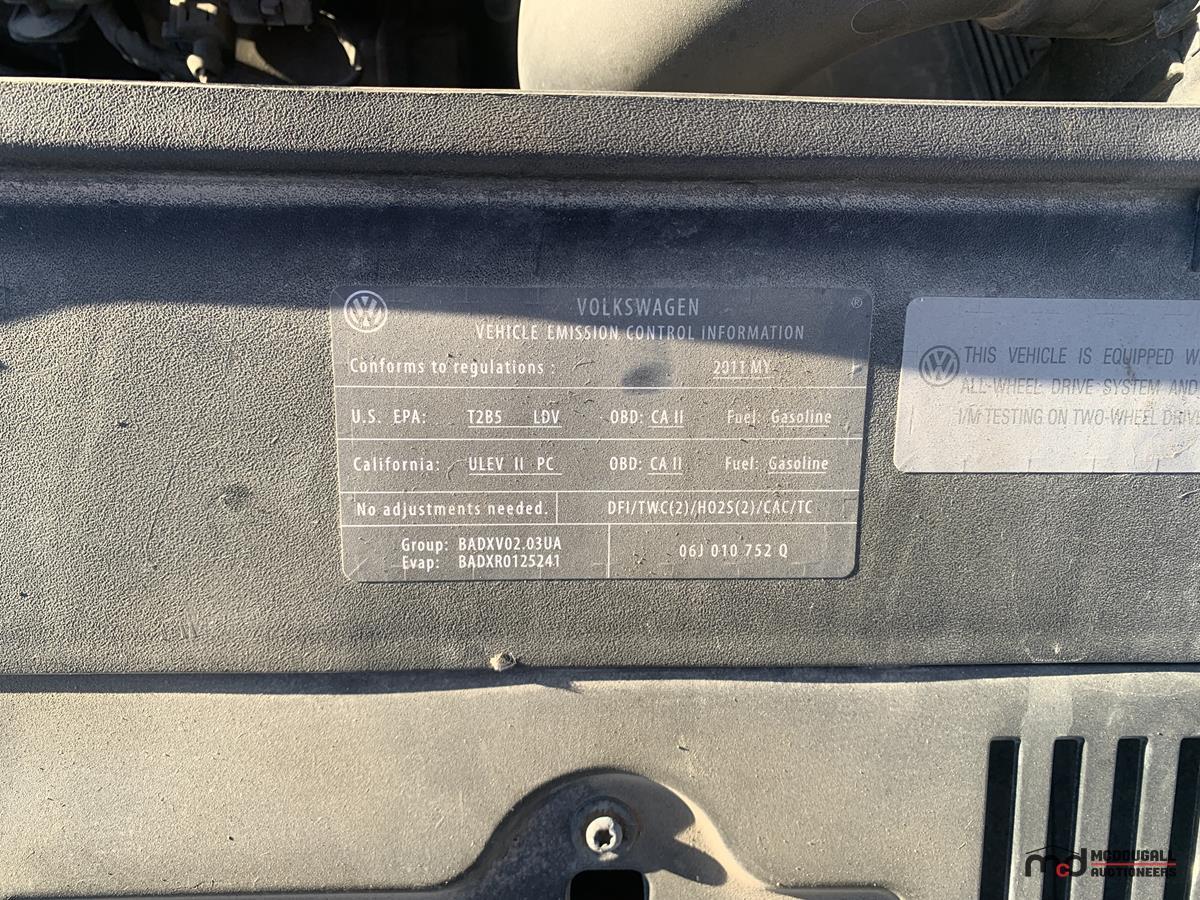 VOLKSWAGEN ®
VEHICLE EMISSION CONTROL INFORMATION
Conforms to regulations : 2011 MY
U.S. EPA: T2B5 LDV OBD: CA II Fuel: Gasoline
California: ULEV II PC OBD: CA II Fuel: Gasoline
No adjustments needed. DFI/TWC(2)/HO2S(2)/CAC/TC
Group: BADXV02.03UA
Evap: BADXR0125241
06J 010 752 Q
THIS VEHICLE IS EQUIPPED W
ALL-WHEEL DRIVE SYSTEM AND
I/M TESTING ON TWO-WHEEL DRIV
mcd MCDOUGALL
AUCTIONEERS